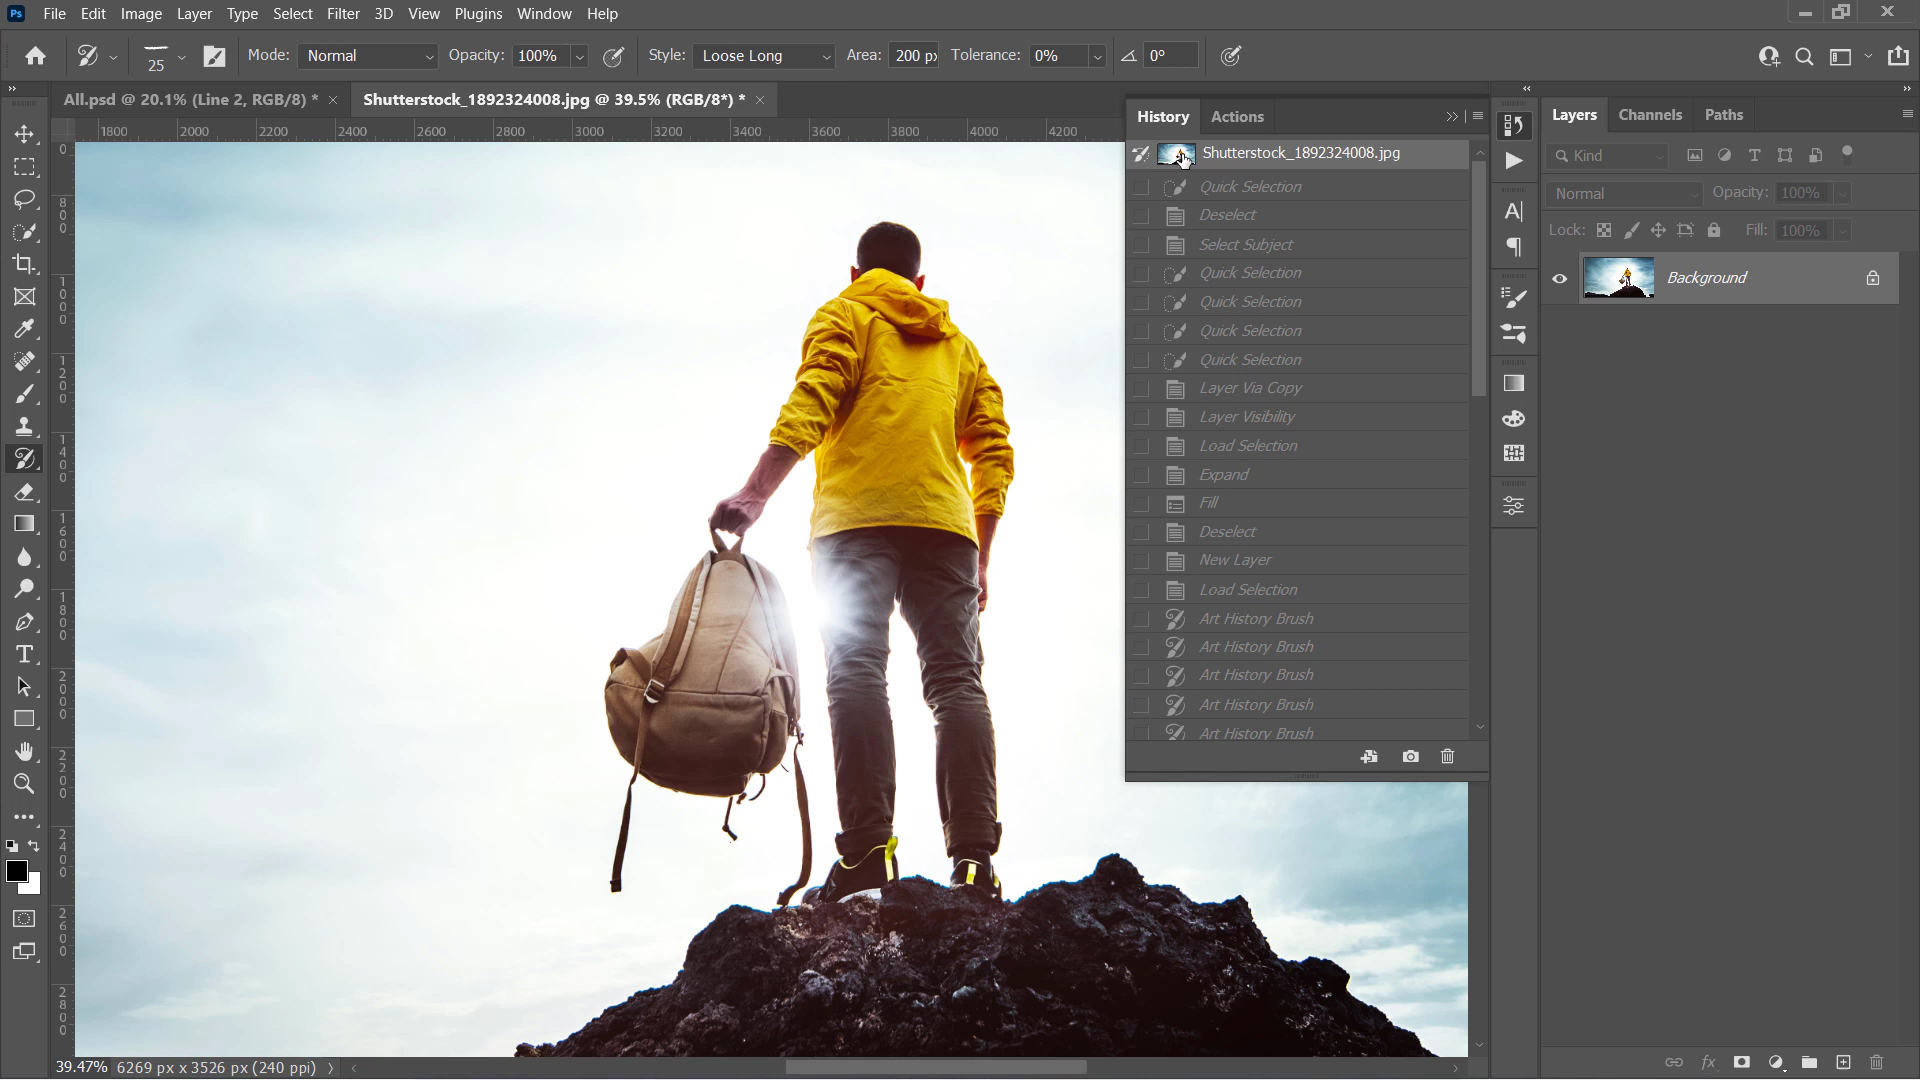 Ps File Edit Image Layer Type Select Filter 3D View Plugins Window Help
25 Mode: Normal Opacity: 100% Style: Loose Long Area: 200 px Tolerance: 0% 0°
All.psd @ 20.1% (Line 2, RGB/8) * Shutterstock_1892324008.jpg @ 39.5% (RGB/8*) *
1800 2000 2200 2400 2600 2800 3000 3200 3400 3600 3800 4000 4200
0
800
1000
1200
1400
1600
1800
2000
2200
2400
2600
2800
History Actions
Shutterstock_1892324008.jpg
Quick Selection
Deselect
Select Subject
Quick Selection
Quick Selection
Quick Selection
Quick Selection
Layer Via Copy
Layer Visibility
Load Selection
Expand
Fill
Deselect
New Layer
Load Selection
Art History Brush
Art History Brush
Art History Brush
Art History Brush
Art History Brush
Layers Channels Paths
Kind
Normal Opacity: 100%
Lock: Fill: 100%
Background
39.47% 6269 px x 3526 px (240 ppi)